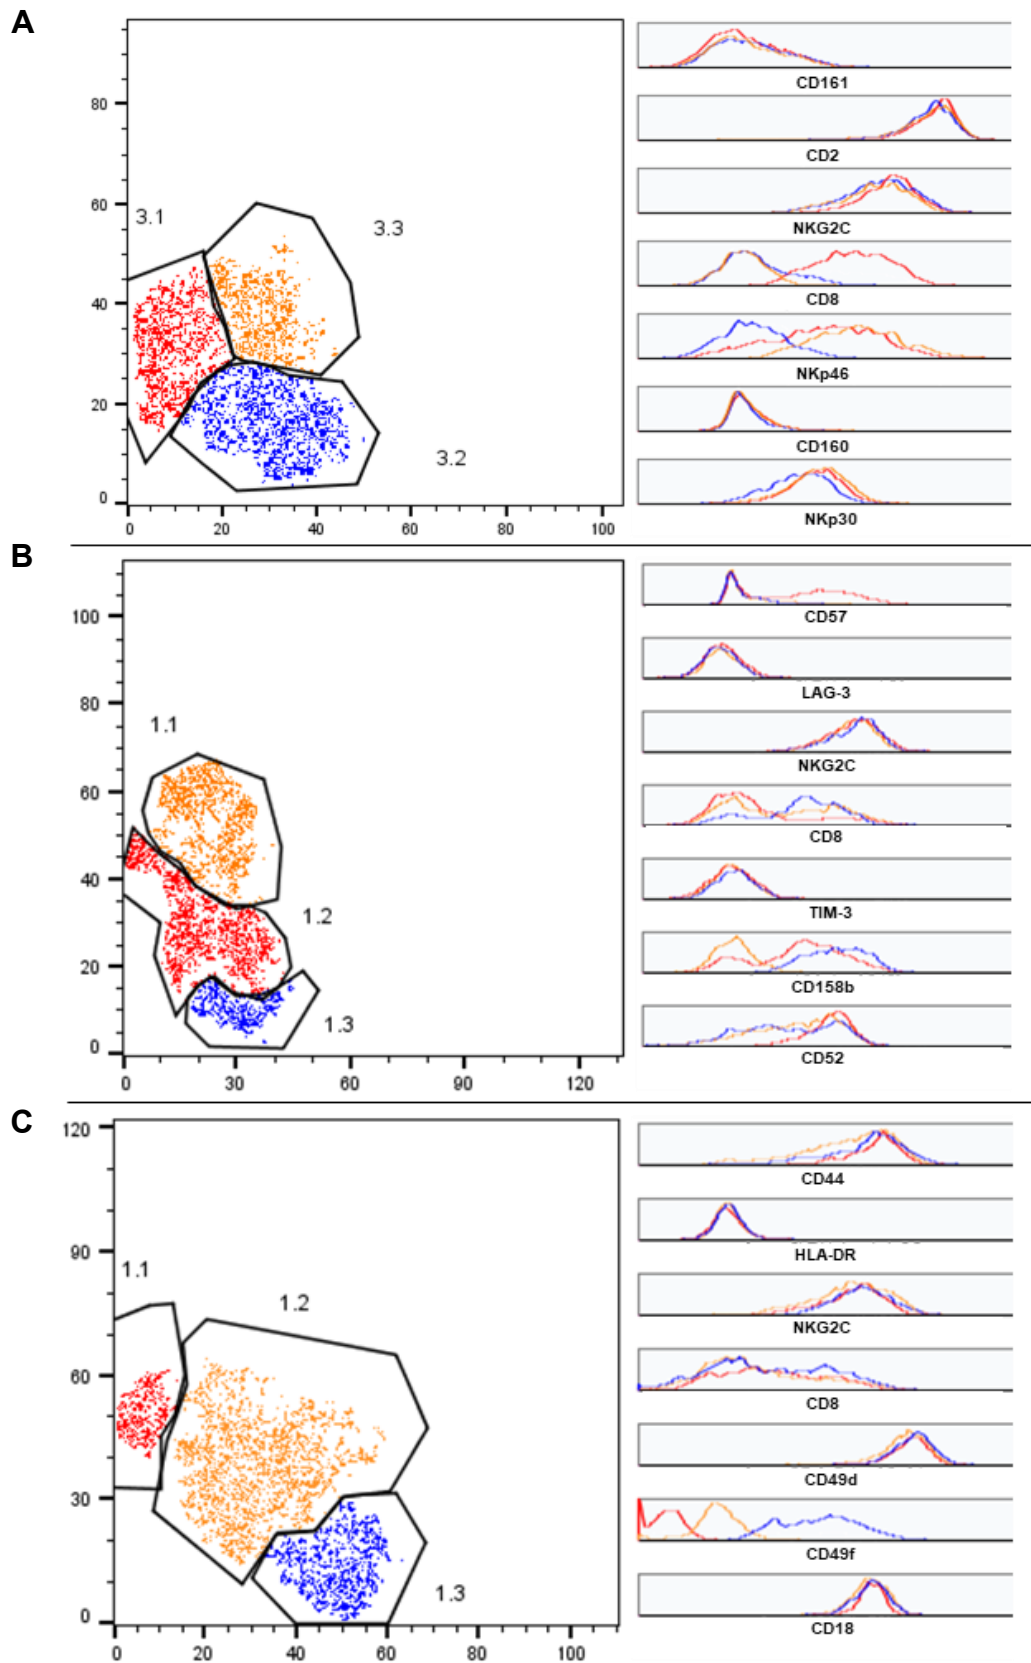 A
80
60
40
20
0
0 20 40 60 80 100
3.1
3.3
3.2
CD161
CD2
NKG2C
CD8
NKp46
CD160
NKp30
B
100
80
60
40
20
0
0 30 60 90 120
1.1
1.2
1.3
CD57
LAG-3
NKG2C
CD8
TIM-3
CD158b
CD52
C
120
90
60
30
0
0 20 40 60 80 100
1.1
1.2
1.3
CD44
HLA-DR
NKG2C
CD8
CD49d
CD49f
CD18